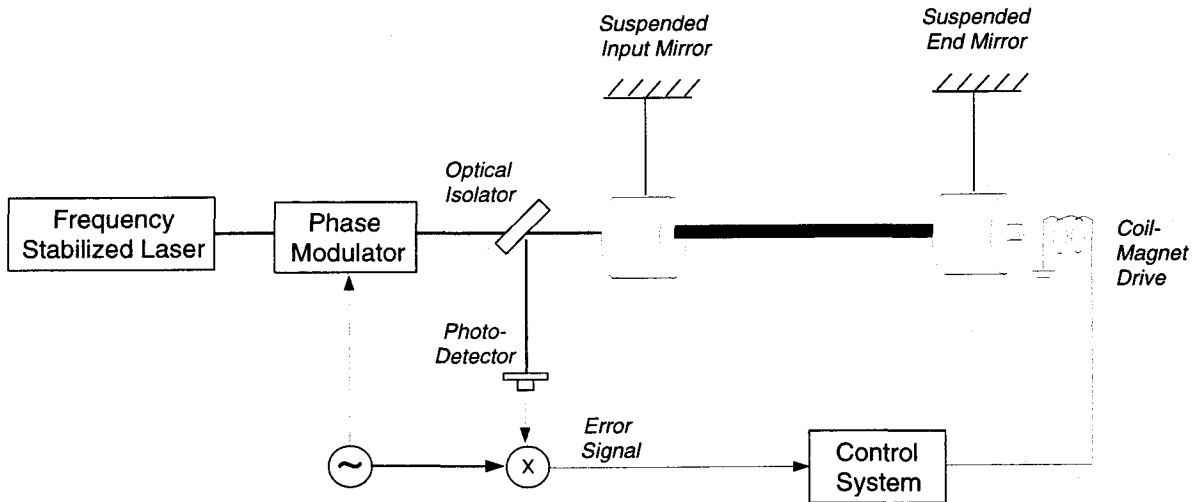 Suspended
Input Mirror
Suspended
End Mirror
Optical
Isolator
Frequency
Stabilized Laser
Phase
Modulator
Coil-
Magnet
Drive
Photo-
Detector
Error
Signal
~
X
Control
System